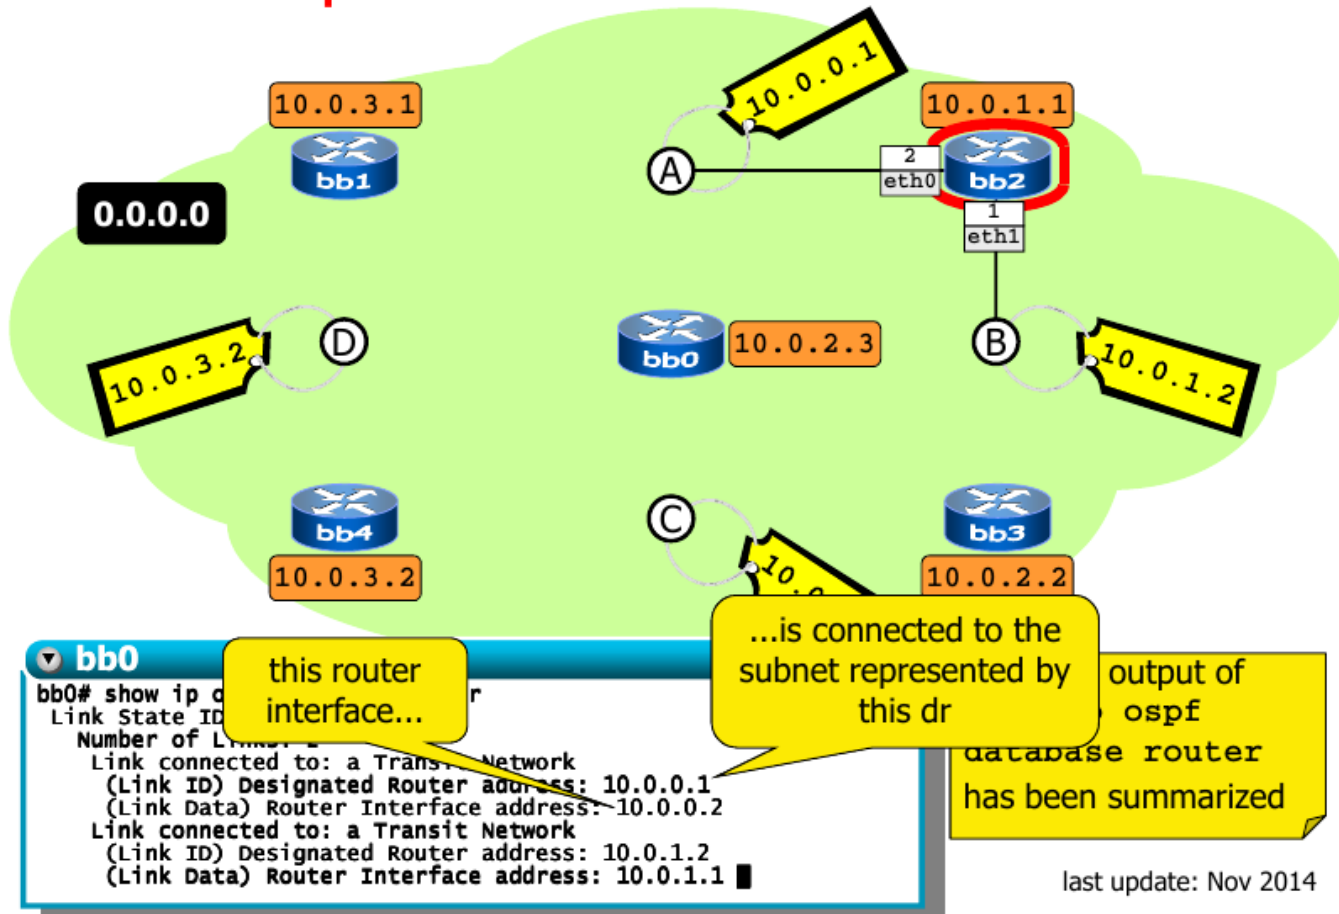 10.0.3.1
bb1
0.0.0.0
10.0.0.1
A
2
eth0
10.0.1.1
bb2
1
eth1
10.0.3.2
D
bb0
10.0.2.3
B
10.0.1.2
bb4
10.0.3.2
C
10.0
bb3
10.0.2.2
this router
interface...
...is connected to the
subnet represented by
this dr
bb0
bb0# show ip
Link State ID
Number of
Link connected to: a Transit Network
(Link ID) Designated Router address: 10.0.0.1
(Link Data) Router Interface address: 10.0.0.2
Link connected to: a Transit Network
(Link ID) Designated Router address: 10.0.1.2
(Link Data) Router Interface address: 10.0.1.1
output of
ospf
database router
has been summarized
last update: Nov 2014